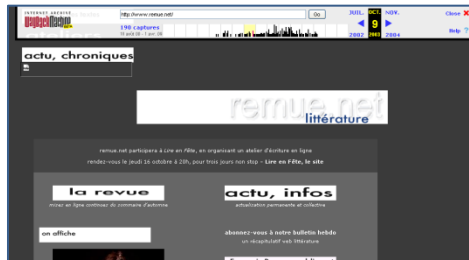 INTERNET ARCHIVE
WayBackMachine
http://www.remue.net/
Go
JUIL. OCT. NOV.
Close
190 captures
9
2002 2003 2004
Help
actu, chroniques
remue.net
littérature
remue.net participera à Lire en Fête, en organisant un atelier d'écriture en ligne
rendez-vous le jeudi 16 octobre à 20h, pour trois jours non stop - Lire en Fête, le site
la revue
actu, infos
mises en ligne continues du sommaire d'automne
actualisation permanente et collective
on affiche
abonnez-vous à notre bulletin hebdo
un récapitulatif web littérature